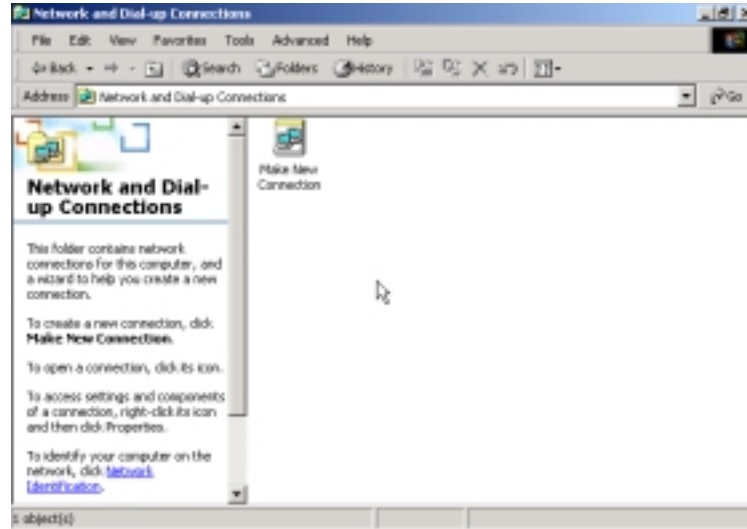 Network and Dial-up Connections
File Edit View Favorites Tools Advanced Help
Back Search Folders History
Address Network and Dial-up Connections Go
Make New
Connection
Network and Dial-
up Connections
This folder contains network
connections for this computer, and
a wizard to help you create a new
connection.
To create a new connection, click
Make New Connection.
To open a connection, click its icon.
To access settings and components
of a connection, right-click its icon
and then click Properties.
To identify your computer on the
network, click Network
Identification.
1 object(s)